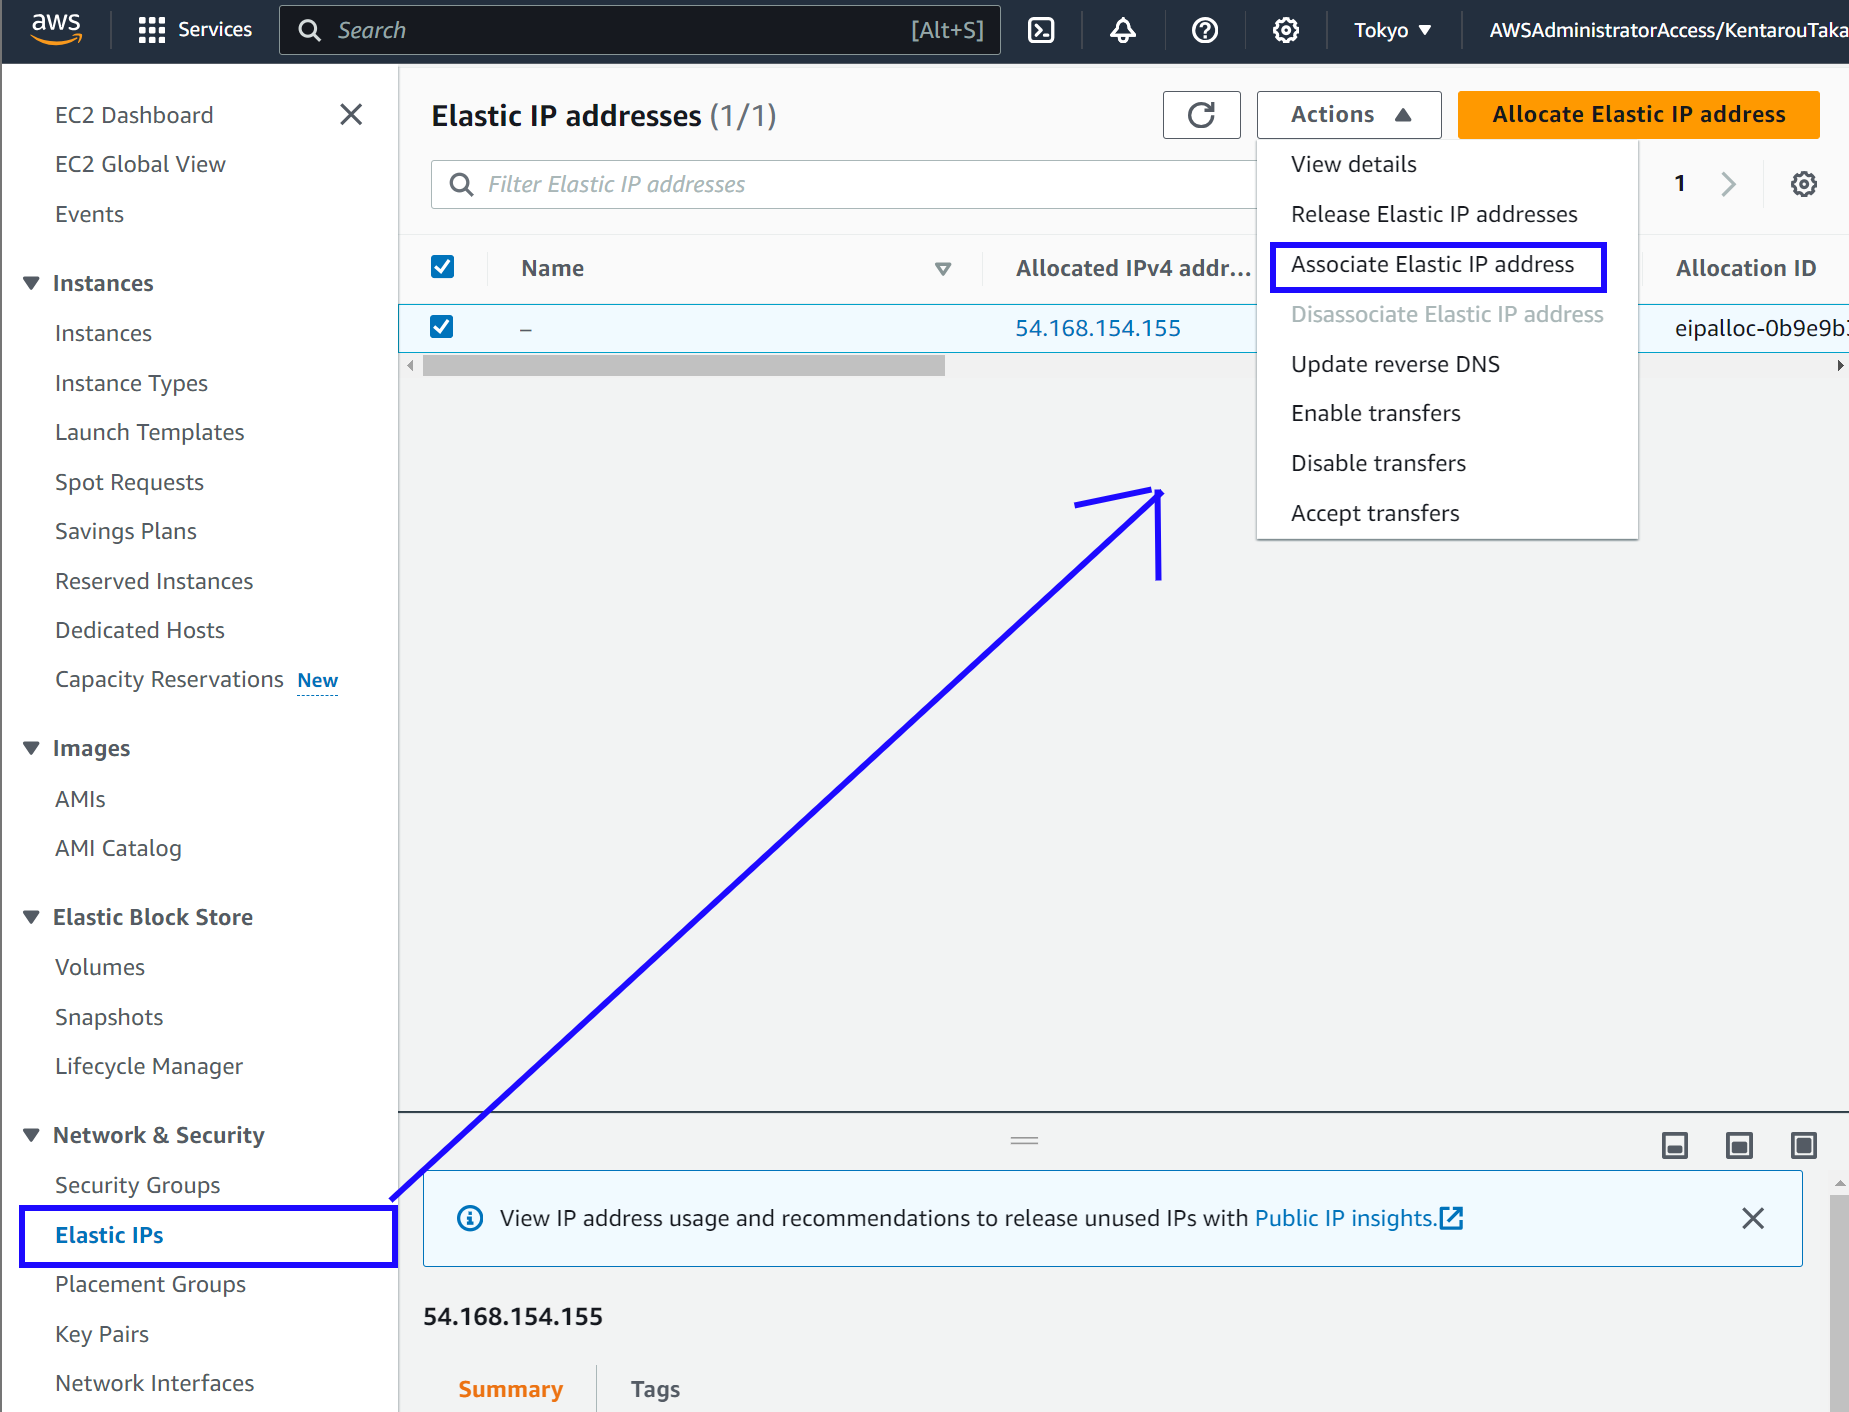 aws
Services
Search [Alt+S]
Tokyo
AWSAdministratorAccess/KentarouTaka
EC2 Dashboard
EC2 Global View
Events
Instances
Instances
Instance Types
Launch Templates
Spot Requests
Savings Plans
Reserved Instances
Dedicated Hosts
Capacity Reservations New
Images
AMIs
AMI Catalog
Elastic Block Store
Volumes
Snapshots
Lifecycle Manager
Network & Security
Security Groups
Elastic IPs
Placement Groups
Key Pairs
Network Interfaces
Elastic IP addresses (1/1)
Actions
Allocate Elastic IP address
Filter Elastic IP addresses
1
View details
Release Elastic IP addresses
Associate Elastic IP address
Disassociate Elastic IP address
Update reverse DNS
Enable transfers
Disable transfers
Accept transfers
Name Allocated IPv4 addr... Allocation ID
– 54.168.154.155 eipalloc-0b9e9b
View IP address usage and recommendations to release unused IPs with Public IP insights.
54.168.154.155
Summary Tags